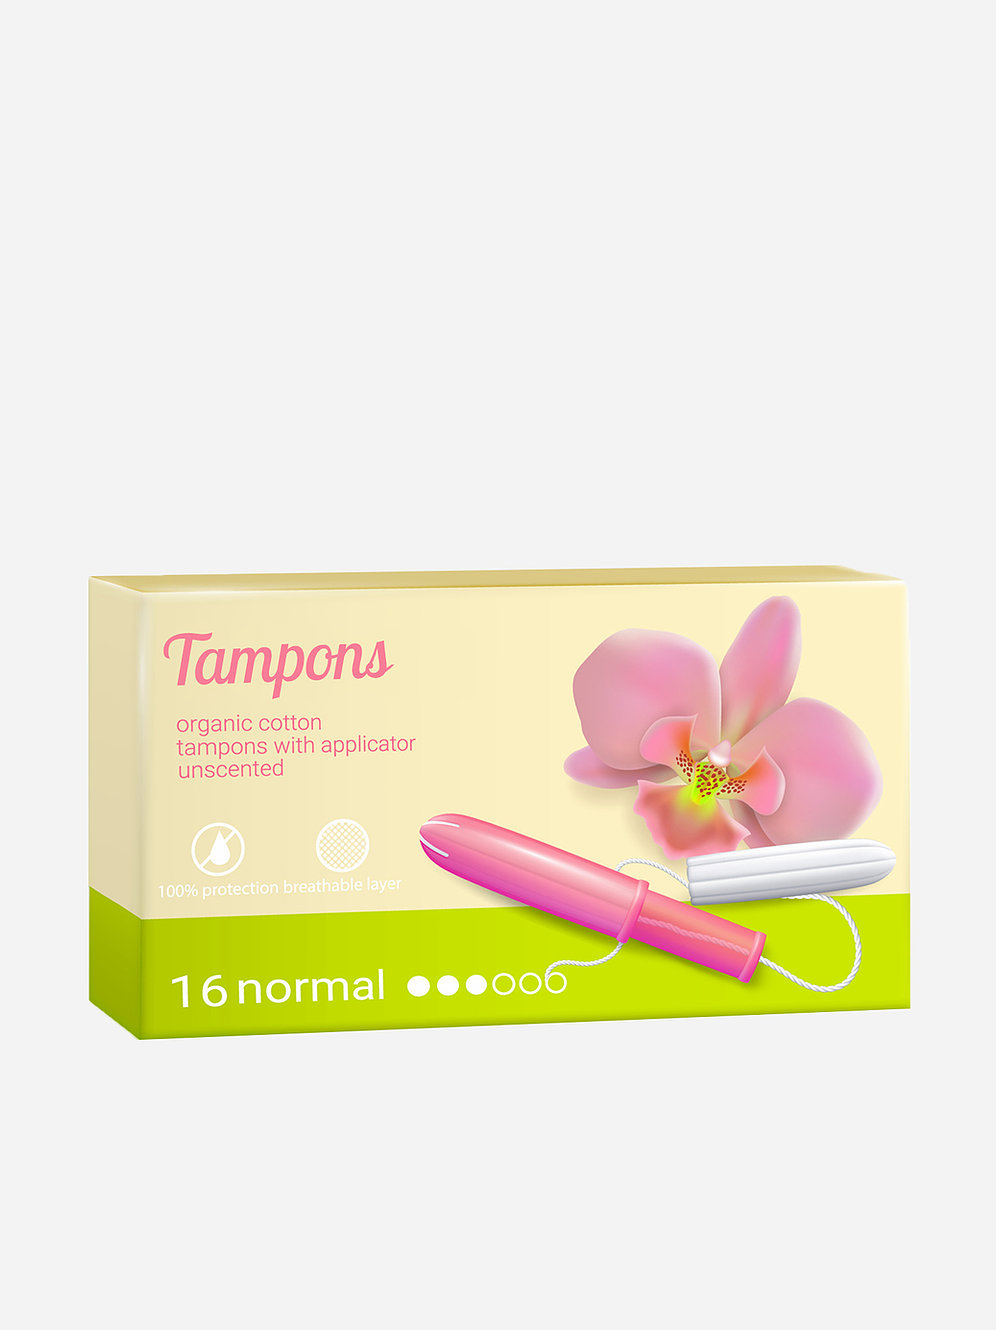 Tampons
organic cotton
tampons with applicator
unscented
100% protection breathable layer
16 normal